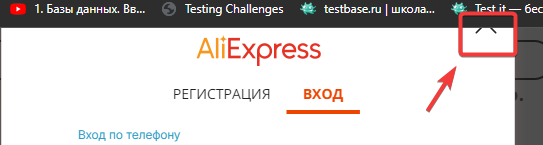 1. Базы данных. Вв... Testing Challenges testbase.ru | школа... Test it — бес
AliExpress
РЕГИСТРАЦИЯ ВХОД
Вход по телефону